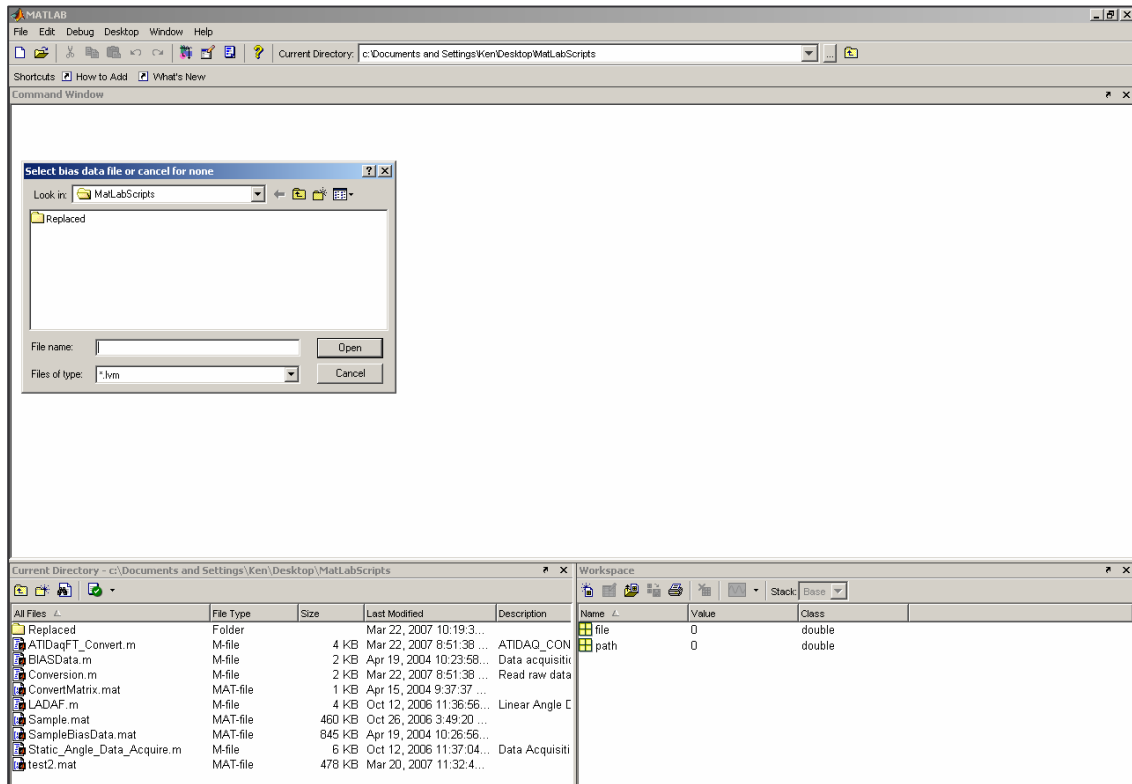 MATLAB
File Edit Debug Desktop Window Help
Current Directory: c:\Documents and Settings\Ken\Desktop\MatLabScripts
Shortcuts How to Add What's New
Command Window
Select bias data file or cancel for none
Look in: MatLabScripts
Replaced
File name: Open
Files of type: *.lvm Cancel
Current Directory - c:\Documents and Settings\Ken\Desktop\MatLabScripts
All Files File Type Size Last Modified Description
Replaced Folder Mar 22, 2007 10:19:3...
ATIDaqFT_Convert.m M-file 4 KB Mar 22, 2007 8:51:38 ... ATIDAQ_CON
BIASData.m M-file 2 KB Apr 19, 2004 10:23:58... Data acquisitic
Conversion.m M-file 2 KB Mar 22, 2007 8:51:38 ... Read raw data
ConvertMatrix.mat MAT-file 1 KB Apr 15, 2004 9:37:37 ...
LADAF.m M-file 4 KB Oct 12, 2006 11:36:56... Linear Angle D
Sample.mat MAT-file 460 KB Oct 26, 2006 3:49:20 ...
SampleBiasData.mat MAT-file 845 KB Apr 19, 2004 10:26:56...
Static_Angle_Data_Acquire.m M-file 6 KB Oct 12, 2006 11:37:04... Data Acquisiti
test2.mat MAT-file 478 KB Mar 20, 2007 11:32:4...
Workspace
Stack: Base
Name Value Class
file 0 double
path 0 double